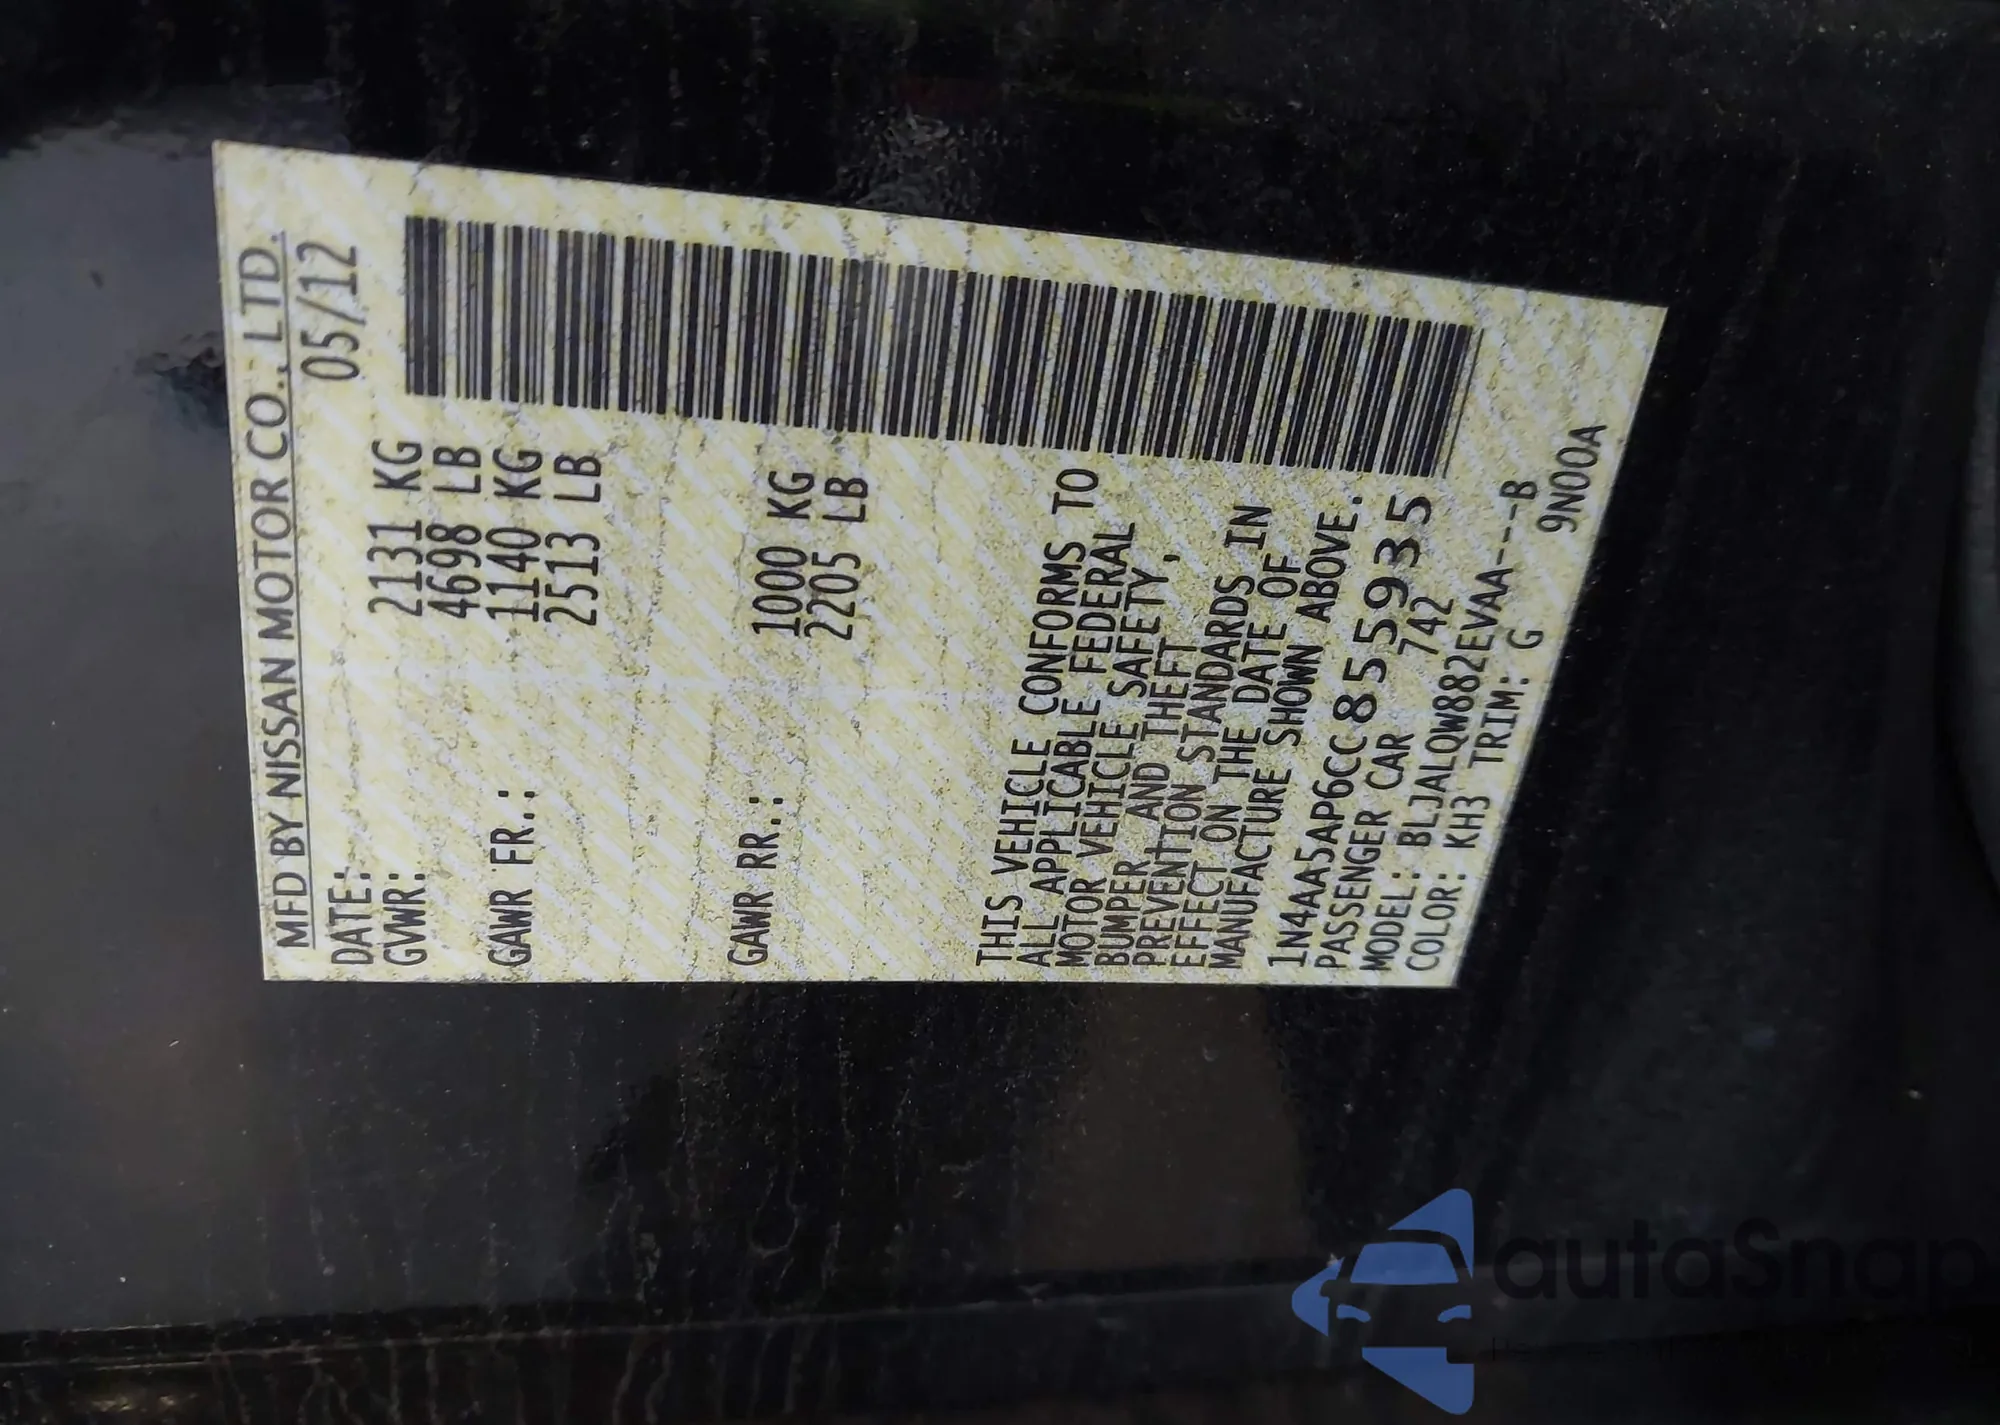 MFD BY NISSAN MOTOR CO., LTD.
DATE: 05/12
GVWR: 2131 KG
4698 LB
GAWR FR.: 1140 KG
2513 LB
GAWR RR.: 1000 KG
2205 LB
THIS VEHICLE CONFORMS TO
ALL APPLICABLE FEDERAL
MOTOR VEHICLE SAFETY,
BUMPER AND THEFT
PREVENTION STANDARDS IN
EFFECT ON THE DATE OF
MANUFACTURE SHOWN ABOVE.
1N4AA5AP6CC855935
PASSENGER CAR 742
MODEL: BLJALQW882EVAA---B
COLOR: KH3 TRIM: G 9N00A
autaSnap